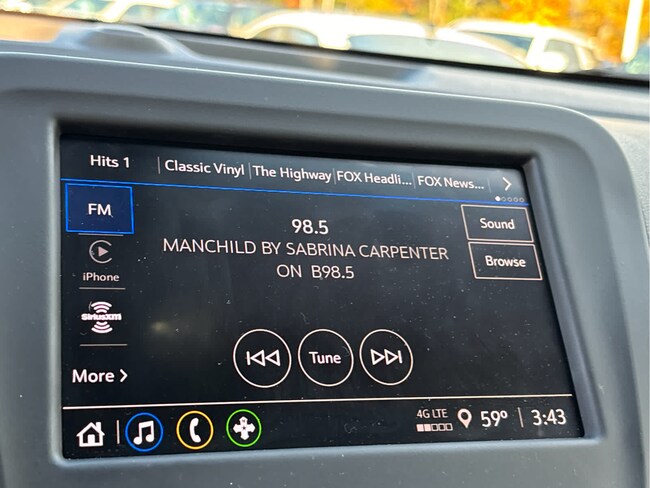 Hits 1 Classic Vinyl The Highway FOX Headli... FOX News...
FM
iPhone
SiriusXM
More
98.5
MANCHILD BY SABRINA CARPENTER
ON B98.5
Sound
Browse
Tune
4G LTE
59° 3:43